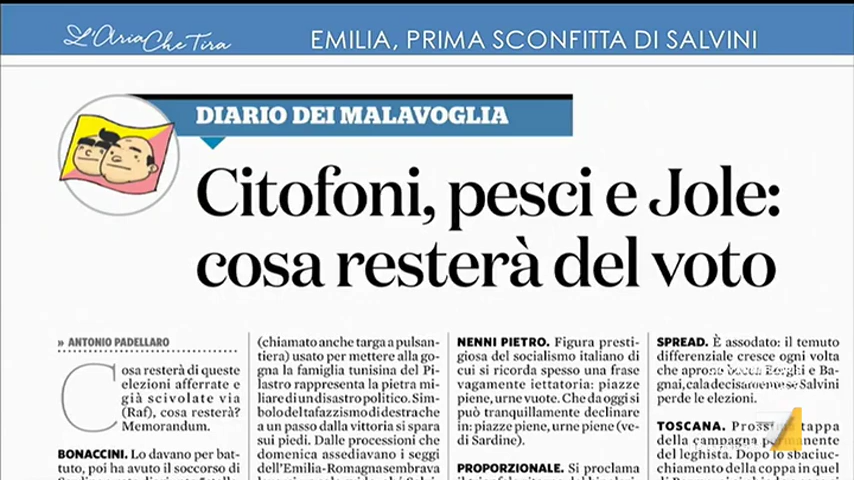 L'Aria Che Tira
EMILIA, PRIMA SCONFITTA DI SALVINI
DIARIO DEI MALAVOGLIA
Citofoni, pesci e Jole:
cosa resterà del voto
» ANTONIO PADELLARO
Cosa resterà di queste
elezioni afferrate e
già scivolate via
(Raf), cosa resterà?
Memorandum.
BONACCINI. Lo davano per bat-
tuto, poi ha avuto il soccorso di
(chiamato anche targa a pulsan-
tiera) usato per mettere alla go-
gna la famiglia tunisina del Pi-
lastro rappresenta la pietra mi-
liare di un disastro politico. Sim-
bolo del tafazzismo di destra che
a un passo dalla vittoria si spara
sui piedi. Dalle processioni che
domenica assediavano i seggi
dell'Emilia-Romagna sembrava
NENNI PIETRO. Figura presti-
giosa del socialismo italiano di
cui si ricorda spesso una frase
vagamente iettatoria: piazze
piene, urne vuote. Che da oggi si
può tranquillamente declinare
in: piazze piene, urne piene (ve-
di Sardine).
PROPORZIONALE. Si proclama
SPREAD. È assodato: il temuto
differenziale cresce ogni volta
che aprono bocca Borghi e Ba-
gnai, cala decisamente se Salvini
perde le elezioni.
TOSCANA. Prossima tappa
della campagna permanente
del leghista. Dopo lo sbaciuc-
chiamento della coppa in quel